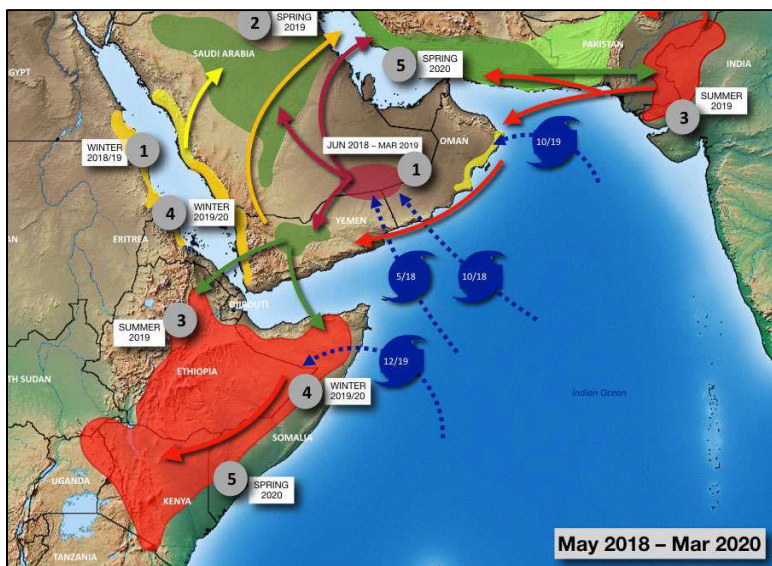 2
SPRING
2019
SAUDI ARABIA
5
SPRING
2020
PAKISTAN
INDIA
EGYPT
3
SUMMER
2019
WINTER
2018/19
1
JUN 2018 – MAR 2019
1
OMAN
10/19
4
WINTER
2019/20
YEMEN
ERITREA
5/18
10/18
DJIBOUTI
3
SUMMER
2019
12/19
ETHIOPIA
TH SUDAN
4
WINTER
2019/20
Indian Ocean
SOMALIA
5
SPRING
2020
UGANDA
KENYA
TANZANIA
May 2018 – Mar 2020